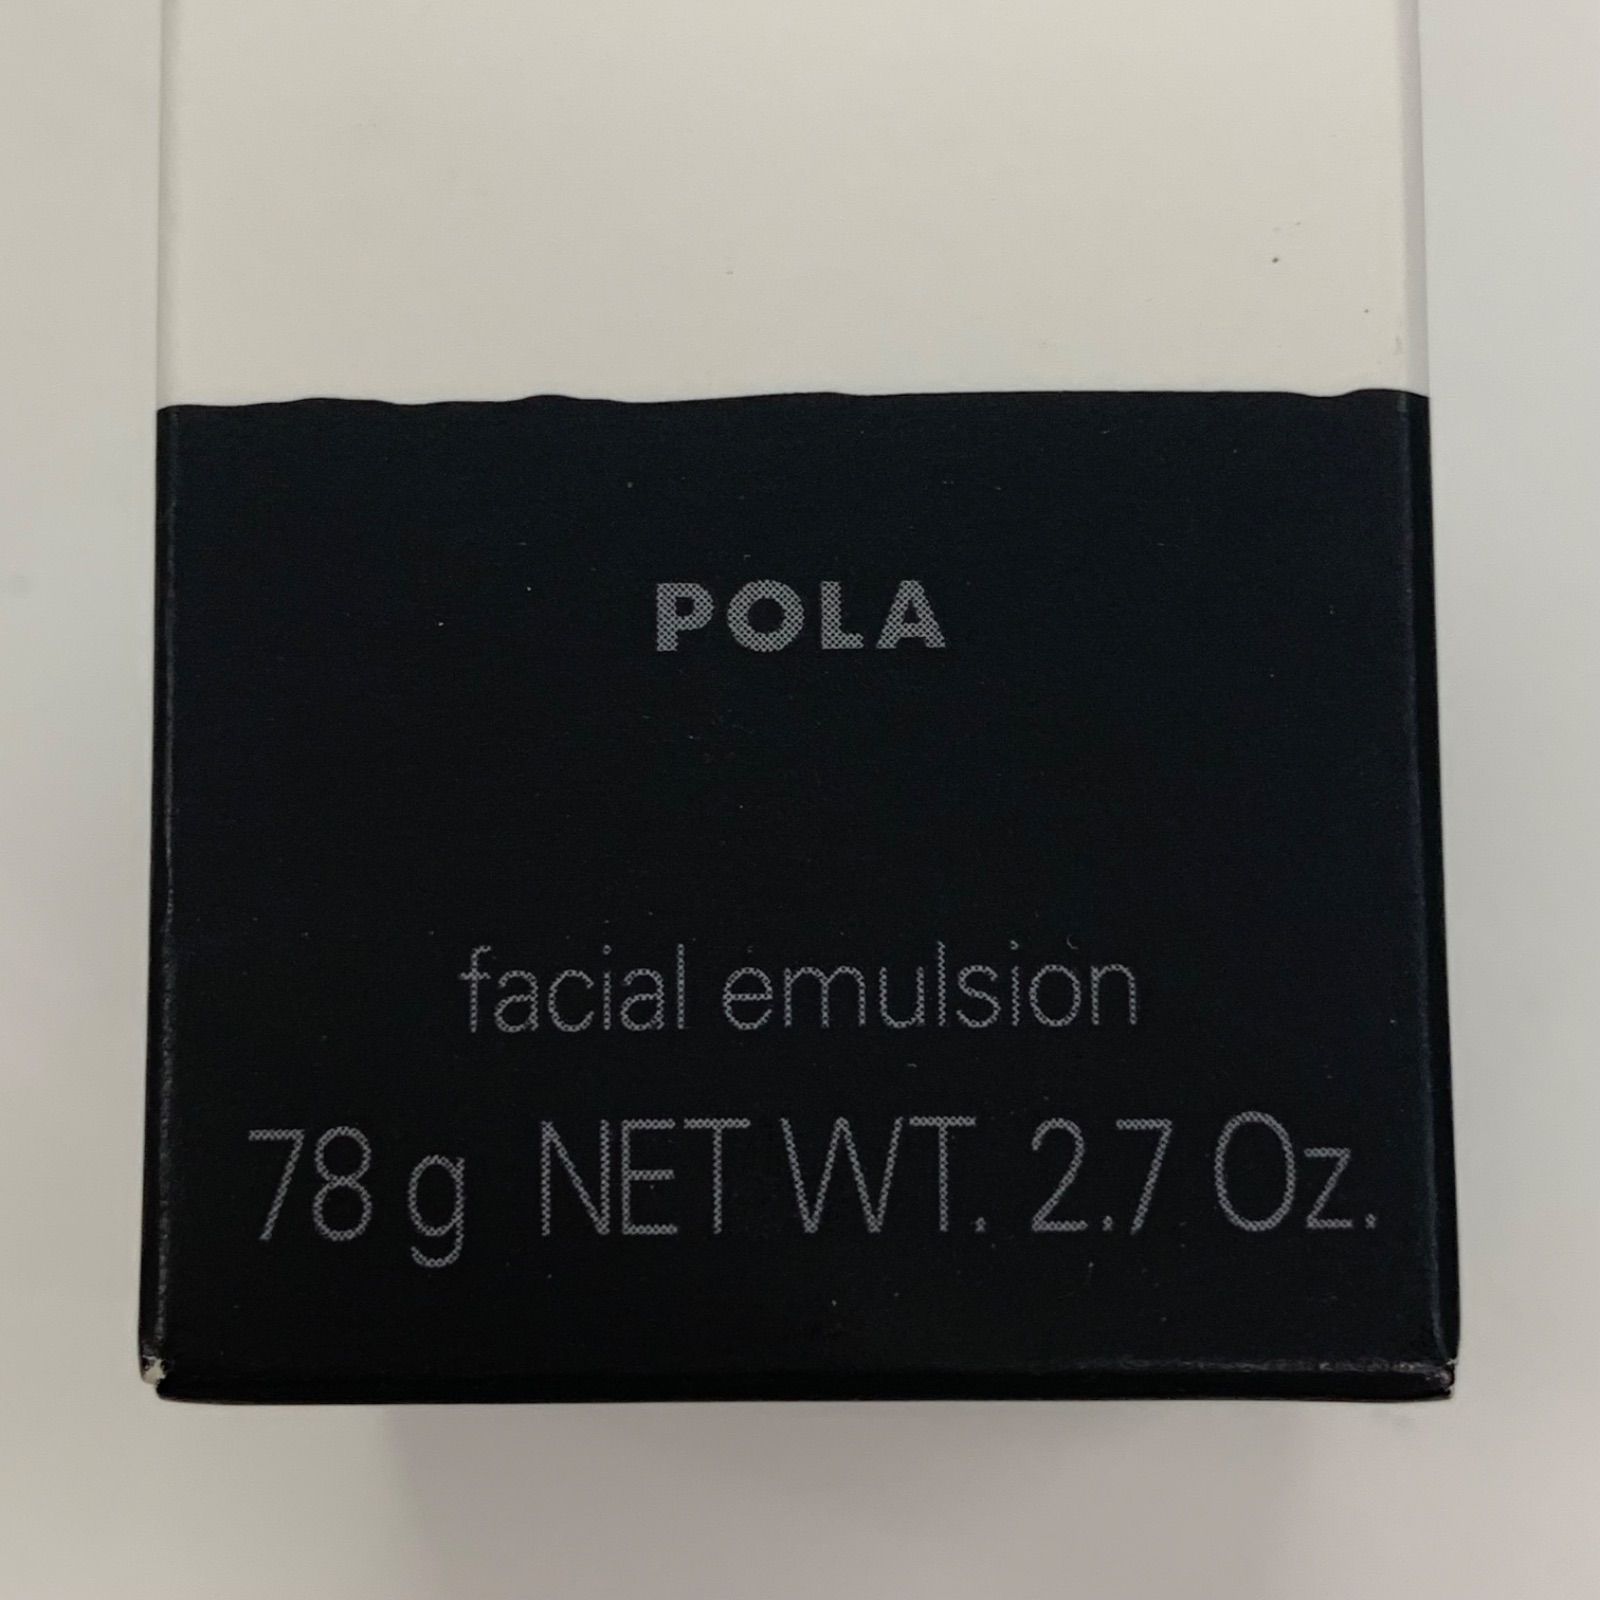 POLA
facial emulsion
78 g NET WT. 2.7 Oz.